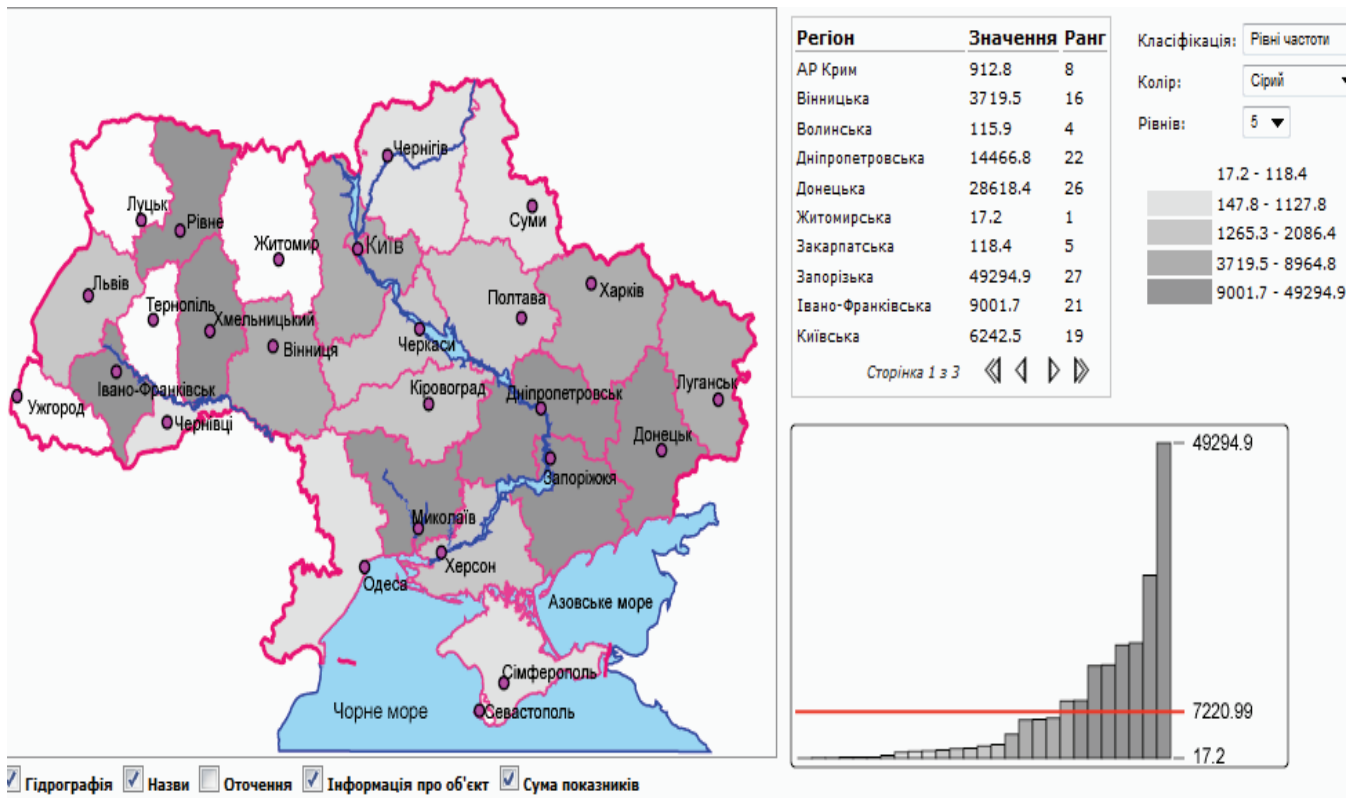 Чернігів
Луцьк
Рівне
Суми
Житомир
Київ
Львів
Тернопіль
Хмельницький
Вінниця
Полтава
Харків
Черкаси
Івано-Франківськ
Ужгород
Чернівці
Кіровоград
Дніпропетровськ
Луганськ
Донецьк
Запоріжжя
Миколаїв
Херсон
Одеса
Азовське море
Сімферополь
Севастополь
Чорне море
Гідрографія Назви Оточення Інформація про об'єкт Сума показників
Регіон Значення Ранг
АР Крим 912.8 8
Вінницька 3719.5 16
Волинська 115.9 4
Дніпропетровська 14466.8 22
Донецька 28618.4 26
Житомирська 17.2 1
Закарпатська 118.4 5
Запорізька 49294.9 27
Івано-Франківська 9001.7 21
Київська 6242.5 19
Сторінка 1 з 3
Класіфікація: Рівні частоти
Колір: Сірий
Рівнів: 5
17.2 - 118.4
147.8 - 1127.8
1265.3 - 2086.4
3719.5 - 8964.8
9001.7 - 49294.9
49294.9
7220.99
17.2